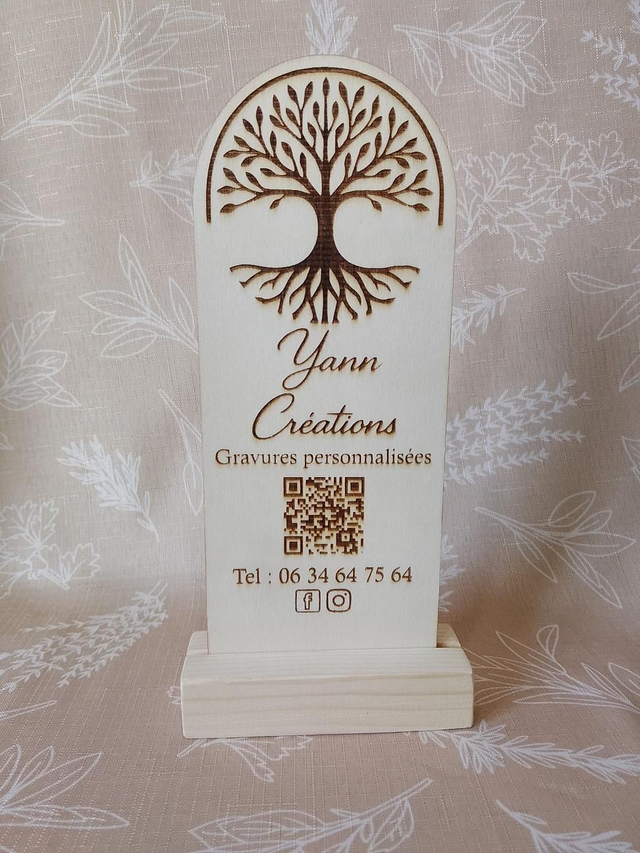 Yann
Créations
Gravures personnalisées
Tel : 06 34 64 75 64